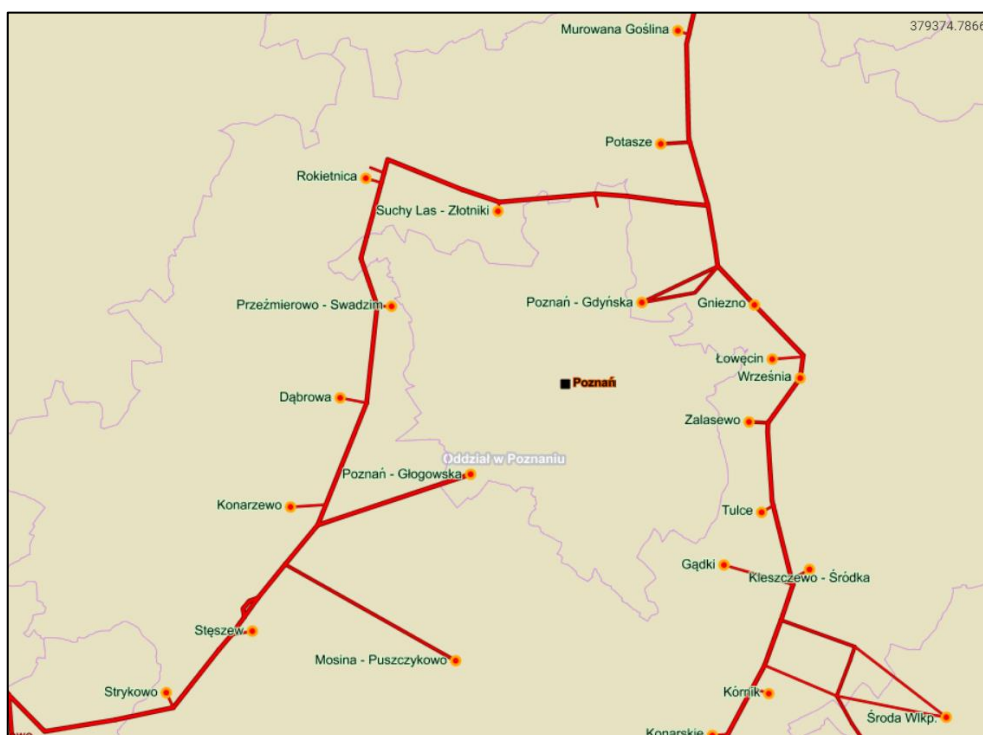 Murowana Goślina
379374.7866
Potasze
Rokietnica
Suchy Las - Złotniki
Przeźmierowo - Swadzim
Poznań - Gdyńska
Gniezno
Łowęcin
Września
Poznań
Dąbrowa
Zalasewo
Oddział w Poznaniu
Poznań - Głogowska
Konarzewo
Tulce
Gądki
Kleszczewo - Śródka
Stęszew
Mosina - Puszczykowo
Strykowo
Kórnik
Środa Wlkp.
Konarskie